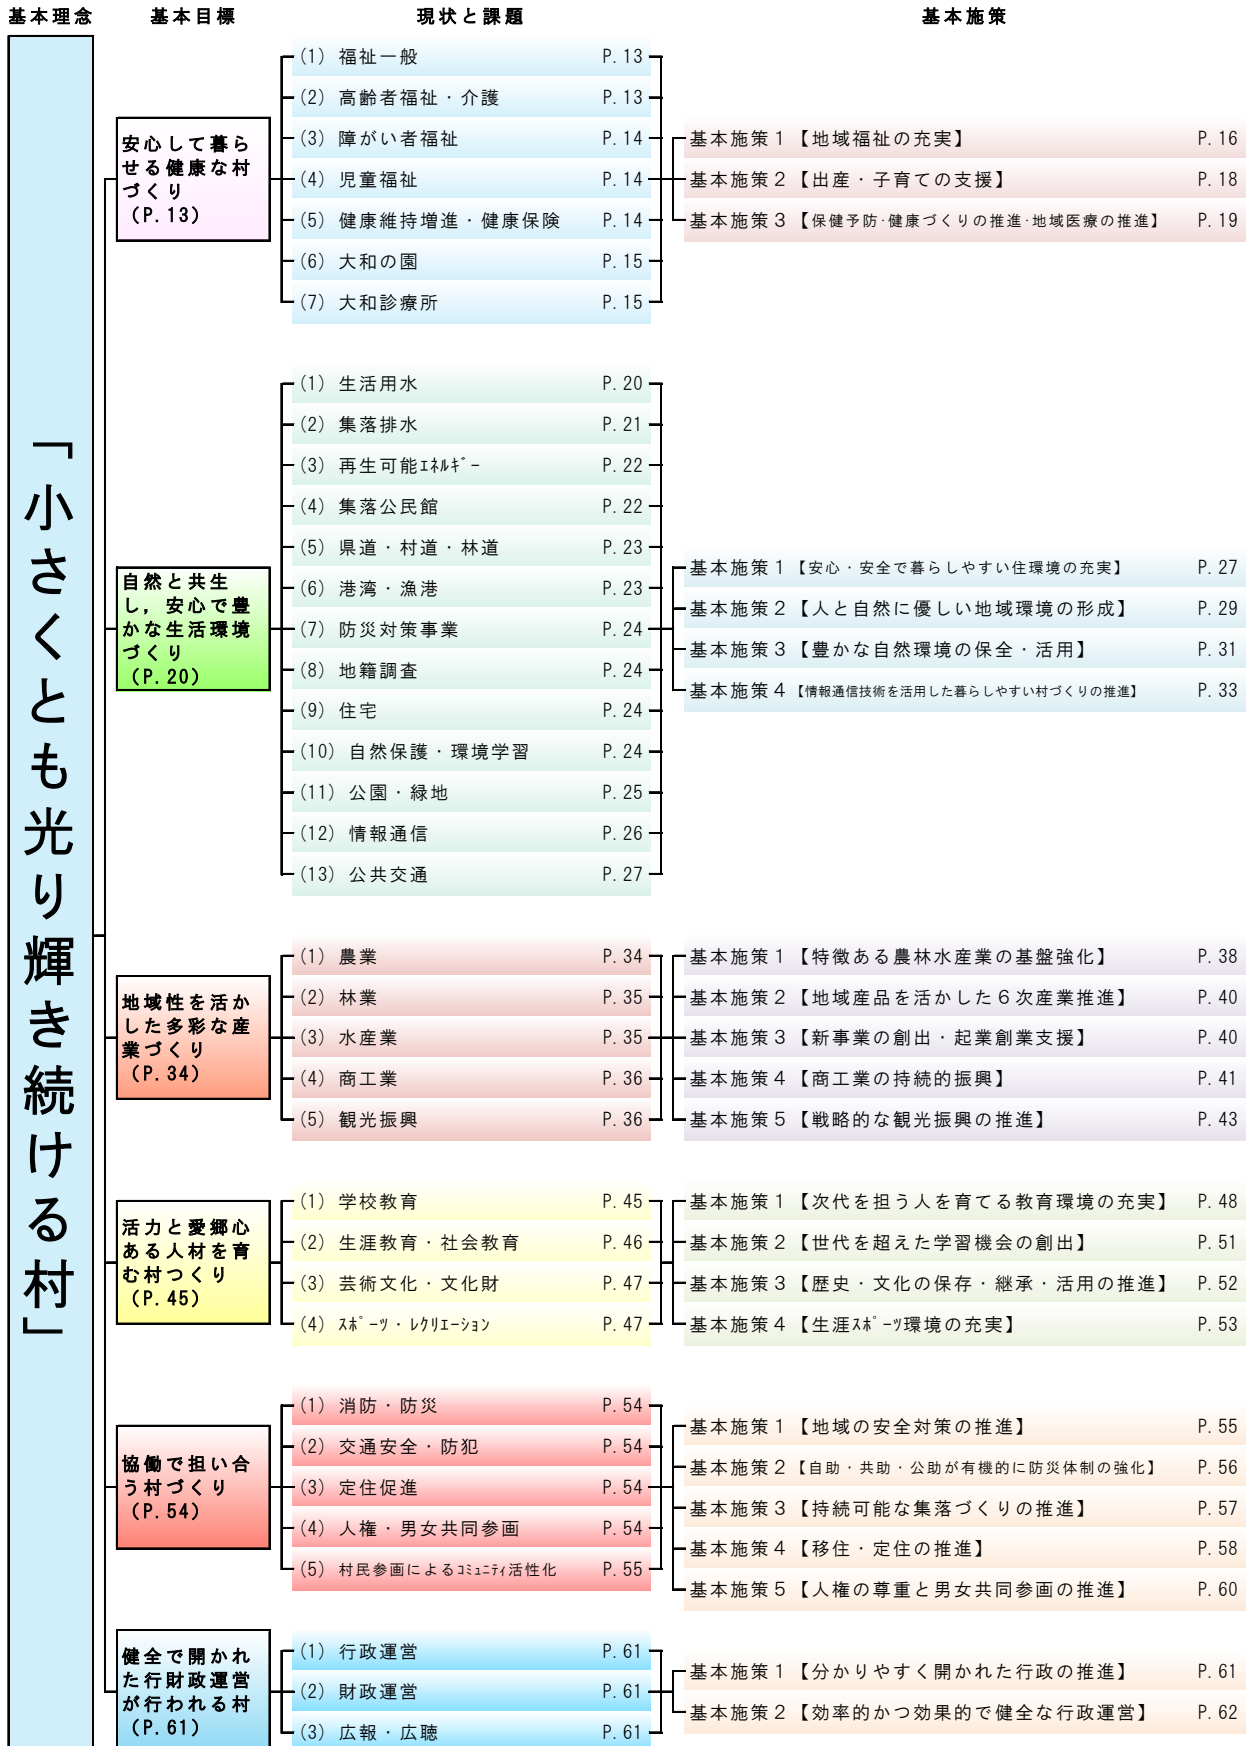 基本理念 基本目標 現状と課題 基本施策
「小さくとも光り輝き続ける村」
安心して暮ら
せる健康な村
づくり
（P.13）
(1) 福祉一般 P.13
(2) 高齢者福祉・介護 P.13
(3) 障がい者福祉 P.14
(4) 児童福祉 P.14
(5) 健康維持増進・健康保険 P.14
(6) 大和の園 P.15
(7) 大和診療所 P.15
基本施策１【地域福祉の充実】 P.16
基本施策２【出産・子育ての支援】 P.18
基本施策３【保健予防・健康づくりの推進・地域医療の推進】 P.19
自然と共生
し，安心で豊
かな生活環境
づくり
（P.20）
(1) 生活用水 P.20
(2) 集落排水 P.21
(3) 再生可能ｴﾈﾙｷﾞｰ P.22
(4) 集落公民館 P.22
(5) 県道・村道・林道 P.23
(6) 港湾・漁港 P.23
(7) 防災対策事業 P.24
(8) 地籍調査 P.24
(9) 住宅 P.24
(10) 自然保護・環境学習 P.24
(11) 公園・緑地 P.25
(12) 情報通信 P.26
(13) 公共交通 P.27
基本施策１【安心・安全で暮らしやすい住環境の充実】 P.27
基本施策２【人と自然に優しい地域環境の形成】 P.29
基本施策３【豊かな自然環境の保全・活用】 P.31
基本施策４【情報通信技術を活用した暮らしやすい村づくりの推進】 P.33
地域性を活か
した多彩な産
業づくり
（P.34）
(1) 農業 P.34
(2) 林業 P.35
(3) 水産業 P.35
(4) 商工業 P.36
(5) 観光振興 P.36
基本施策１【特徴ある農林水産業の基盤強化】 P.38
基本施策２【地域産品を活かした６次産業推進】 P.40
基本施策３【新事業の創出・起業創業支援】 P.40
基本施策４【商工業の持続的振興】 P.41
基本施策５【戦略的な観光振興の推進】 P.43
活力と愛郷心
ある人材を育
む村つくり
（P.45）
(1) 学校教育 P.45
(2) 生涯教育・社会教育 P.46
(3) 芸術文化・文化財 P.47
(4) ｽﾎﾟｰﾂ・ﾚｸﾘｴｰｼｮﾝ P.47
基本施策１【次代を担う人を育てる教育環境の充実】 P.48
基本施策２【世代を超えた学習機会の創出】 P.51
基本施策３【歴史・文化の保存・継承・活用の推進】 P.52
基本施策４【生涯ｽﾎﾟｰﾂ環境の充実】 P.53
協働で担い合
う村づくり
（P.54）
(1) 消防・防災 P.54
(2) 交通安全・防犯 P.54
(3) 定住促進 P.54
(4) 人権・男女共同参画 P.54
(5) 村民参画によるｺﾐｭﾆﾃｨ活性化 P.55
基本施策１【地域の安全対策の推進】 P.55
基本施策２【自助・共助・公助が有機的に防災体制の強化】 P.56
基本施策３【持続可能な集落づくりの推進】 P.57
基本施策４【移住・定住の推進】 P.58
基本施策５【人権の尊重と男女共同参画の推進】 P.60
健全で開かれ
た行財政運営
が行われる村
（P.61）
(1) 行政運営 P.61
(2) 財政運営 P.61
(3) 広報・広聴 P.61
基本施策１【分かりやすく開かれた行政の推進】 P.61
基本施策２【効率的かつ効果的で健全な行政運営】 P.62